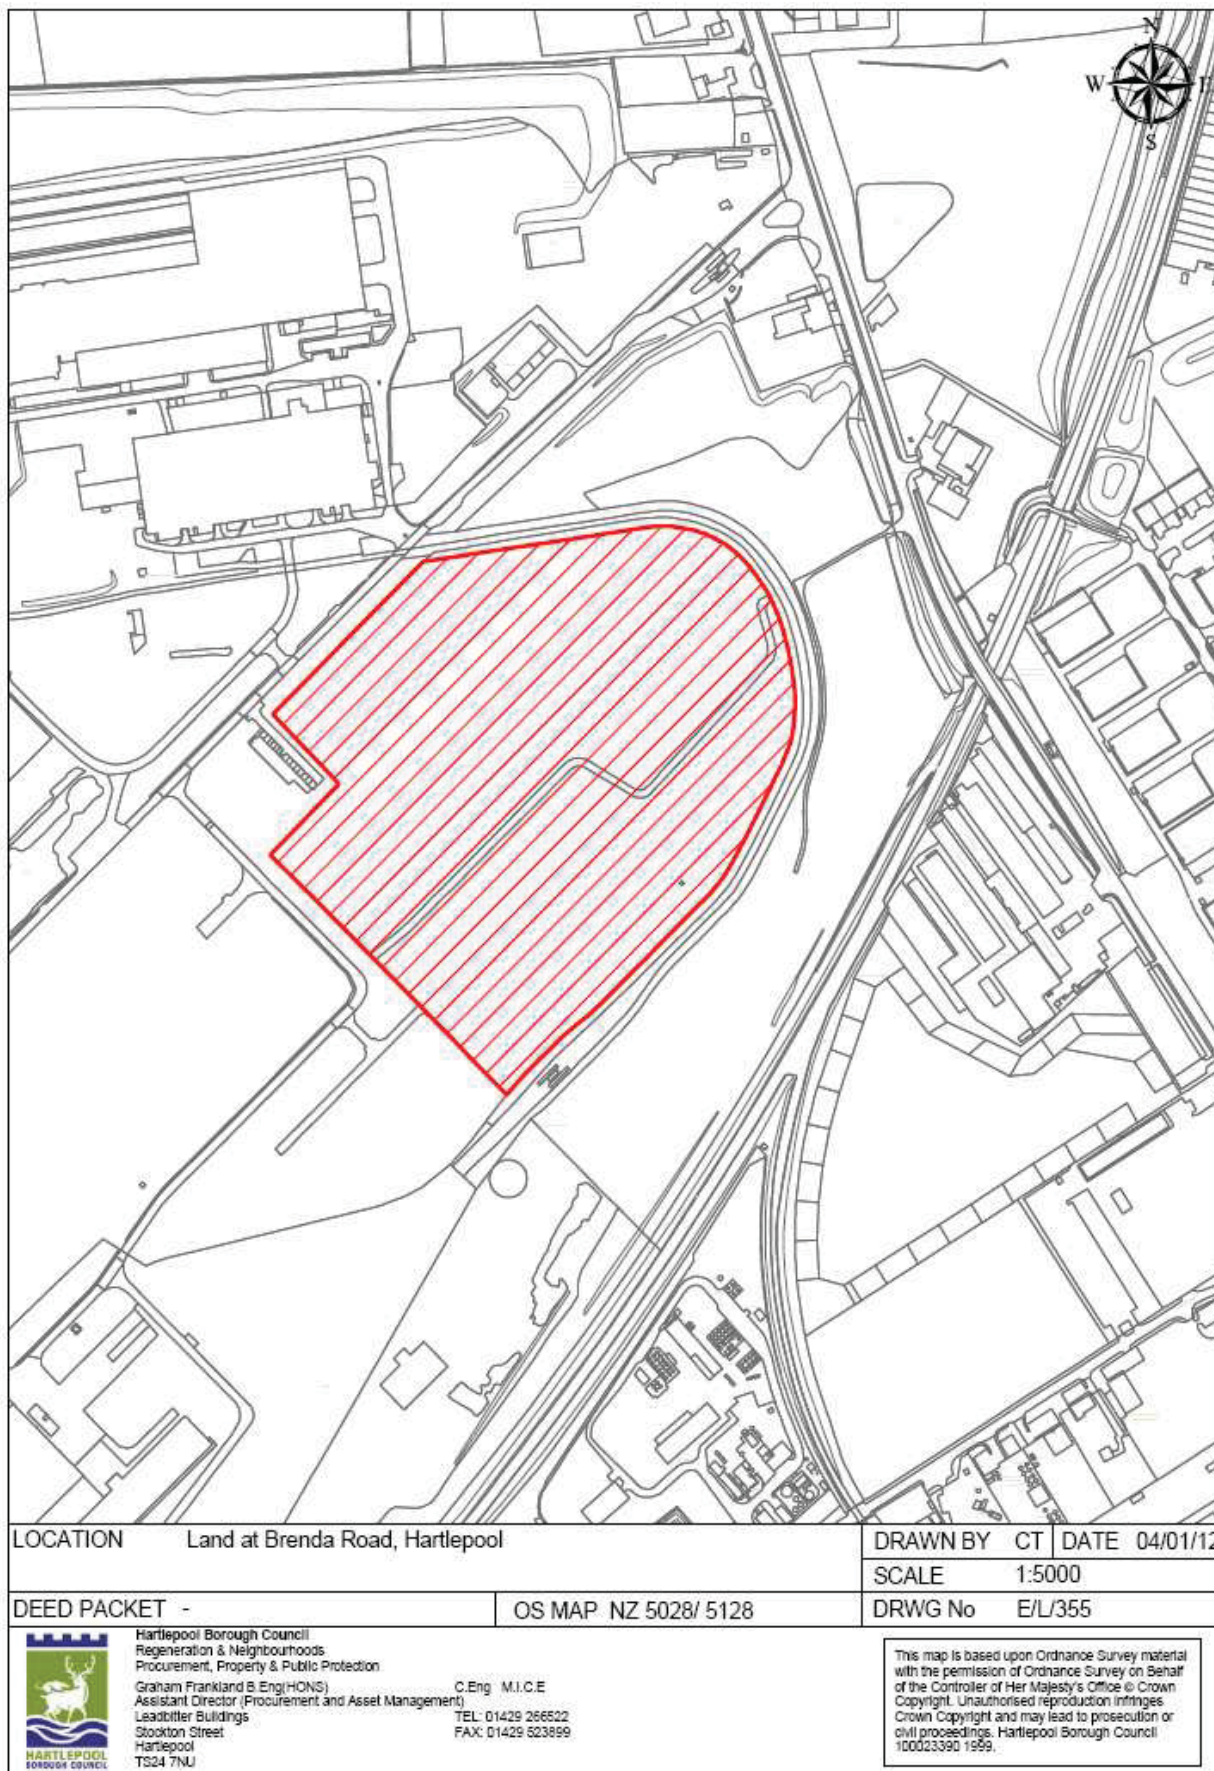 N
W E
S
LOCATION Land at Brenda Road, Hartlepool
DRAWN BY CT DATE 04/01/12
SCALE 1:5000
DEED PACKET - OS MAP NZ 5028/ 5128 DRWG No E/L/355
Hartlepool Borough Council
Regeneration & Neighbourhoods
Procurement, Property & Public Protection
Graham Frankland B.Eng(HONS) C.Eng M.I.C.E
Assistant Director (Procurement and Asset Management)
Leadbitter Buildings TEL: 01429 266522
Stockton Street FAX: 01429 523899
Hartlepool
TS24 7NU
HARTLEPOOL
BOROUGH COUNCIL
This map is based upon Ordnance Survey material
with the permission of Ordnance Survey on Behalf
of the Controller of Her Majesty's Office © Crown
Copyright. Unauthorised reproduction infringes
Crown Copyright and may lead to prosecution or
civil proceedings. Hartlepool Borough Council
100023390 1999.